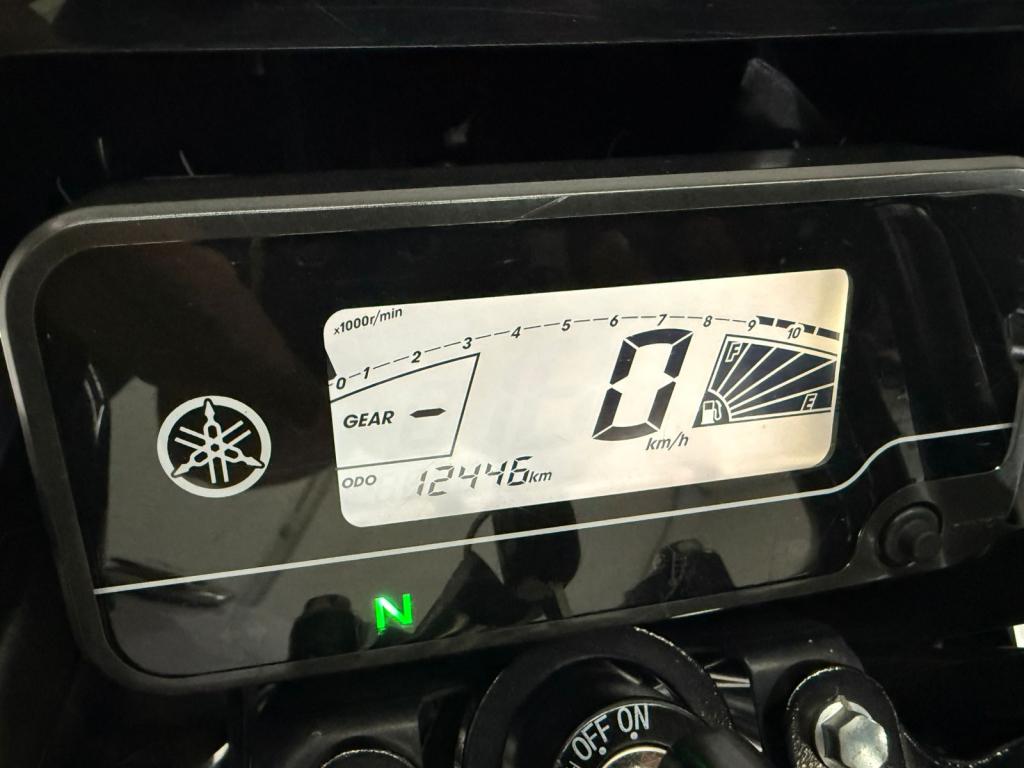 x1000r/min
0 1 2 3 4 5 6 7 8 9 10
GEAR -
0
km/h
F
E
ODO 12446km
N
OFF ON